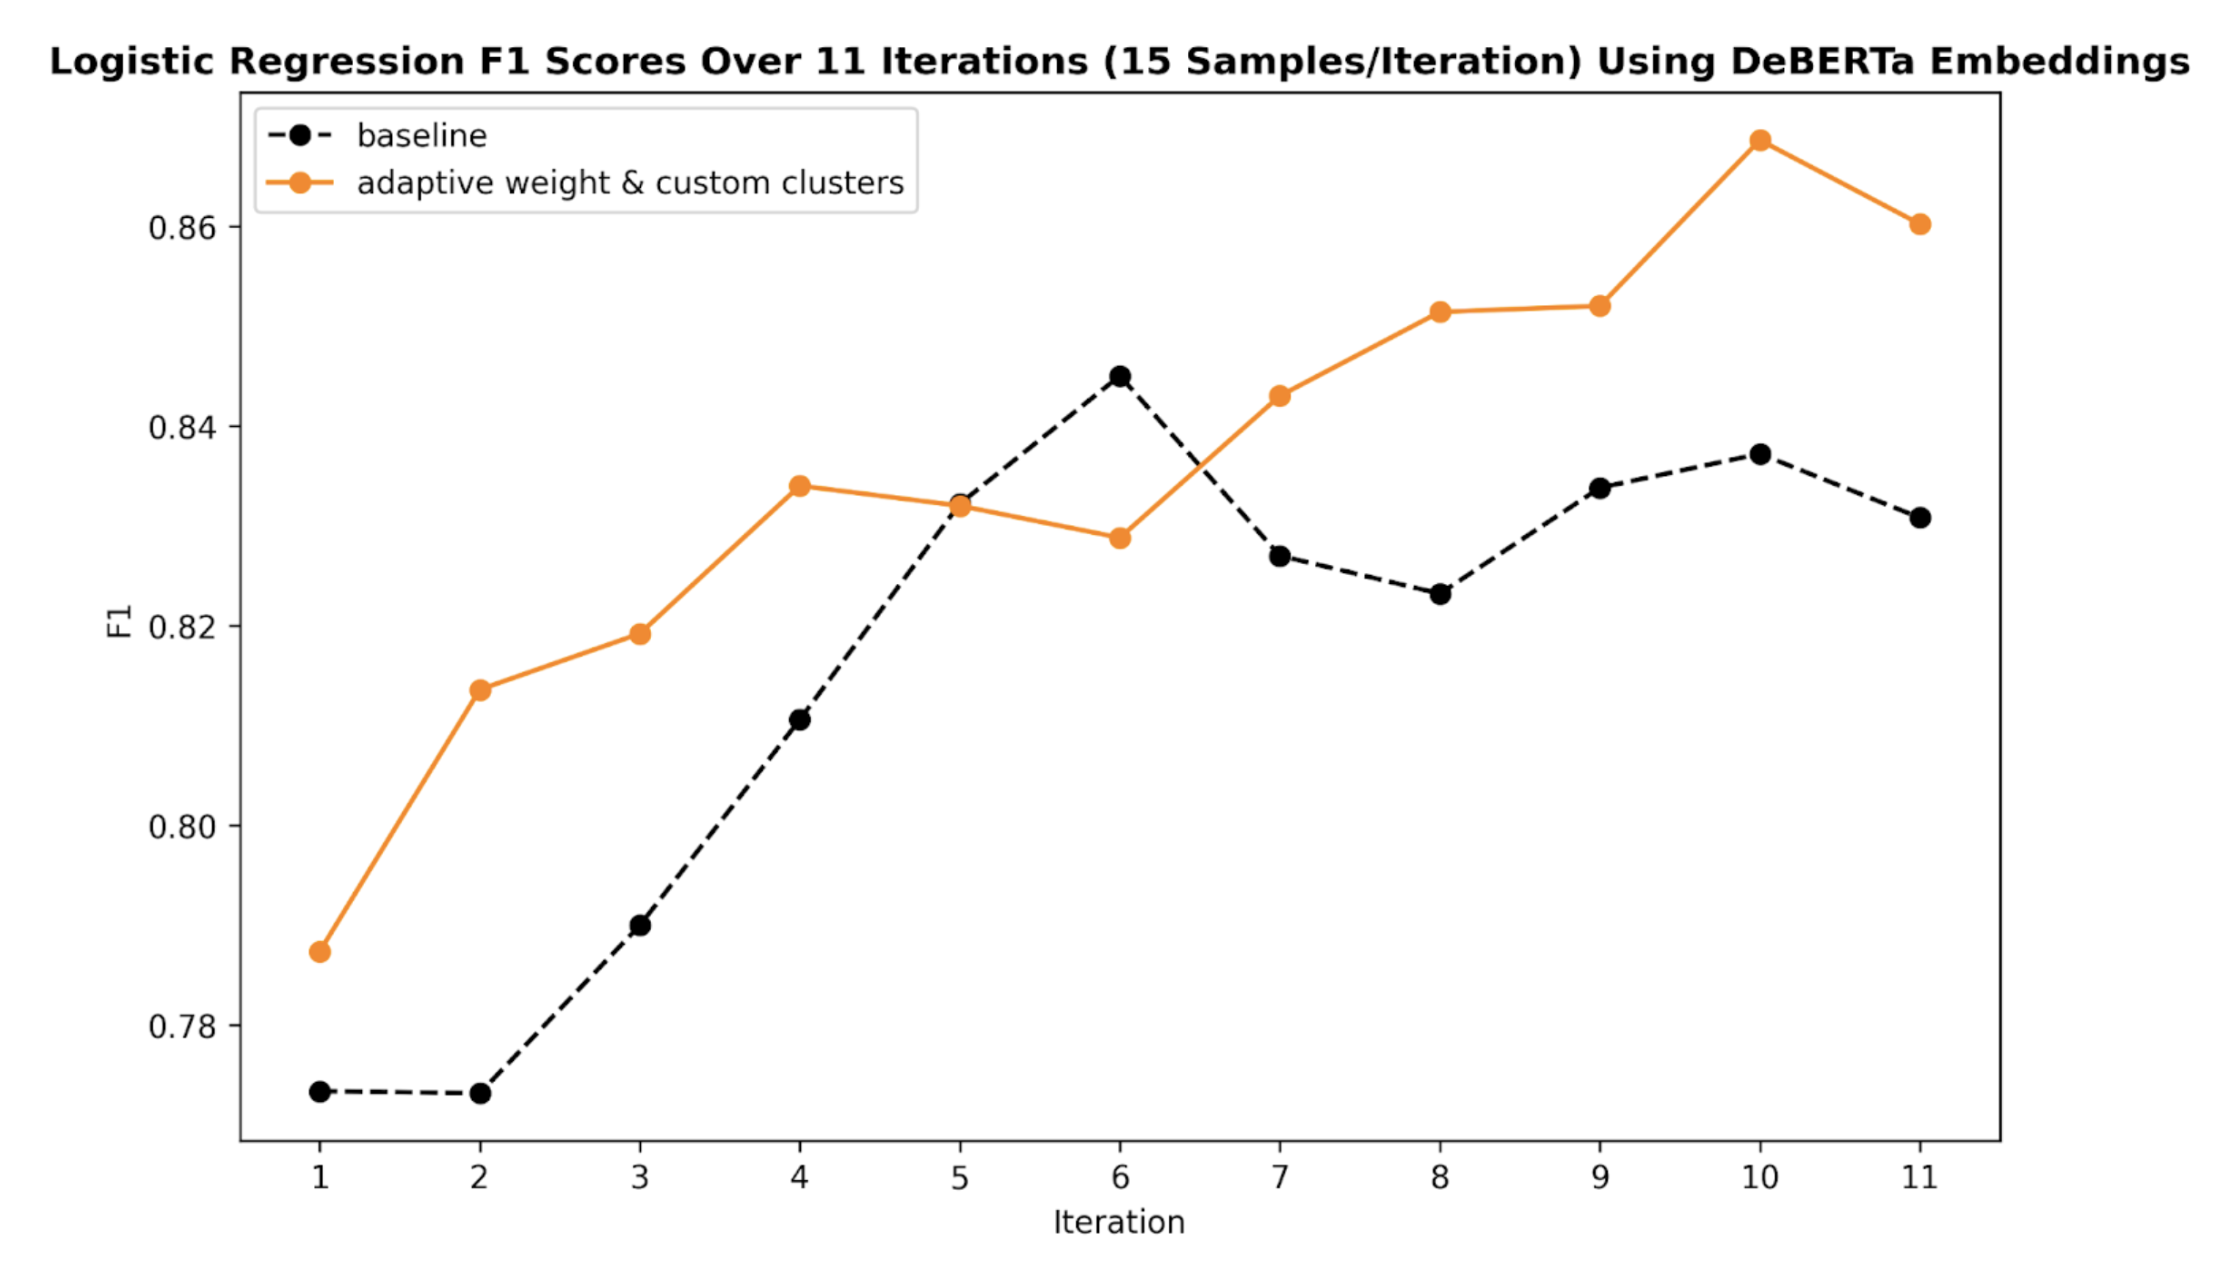 Logistic Regression F1 Scores Over 11 Iterations (15 Samples/Iteration) Using DeBERTa Embeddings
baseline
adaptive weight & custom clusters
0.86
0.84
0.82
0.80
0.78
F1
1 2 3 4 5 6 7 8 9 10 11
Iteration